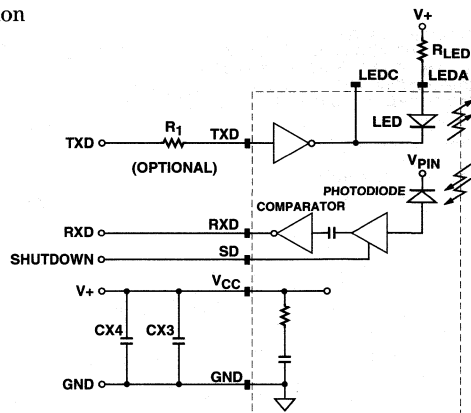 ion
V+
RLED
LEDC LEDA
LED
TXD R1 TXD
(OPTIONAL)
VPIN
PHOTODIODE
COMPARATOR
RXD RXD
SHUTDOWN SD
V+ VCC
CX4 CX3
GND GND